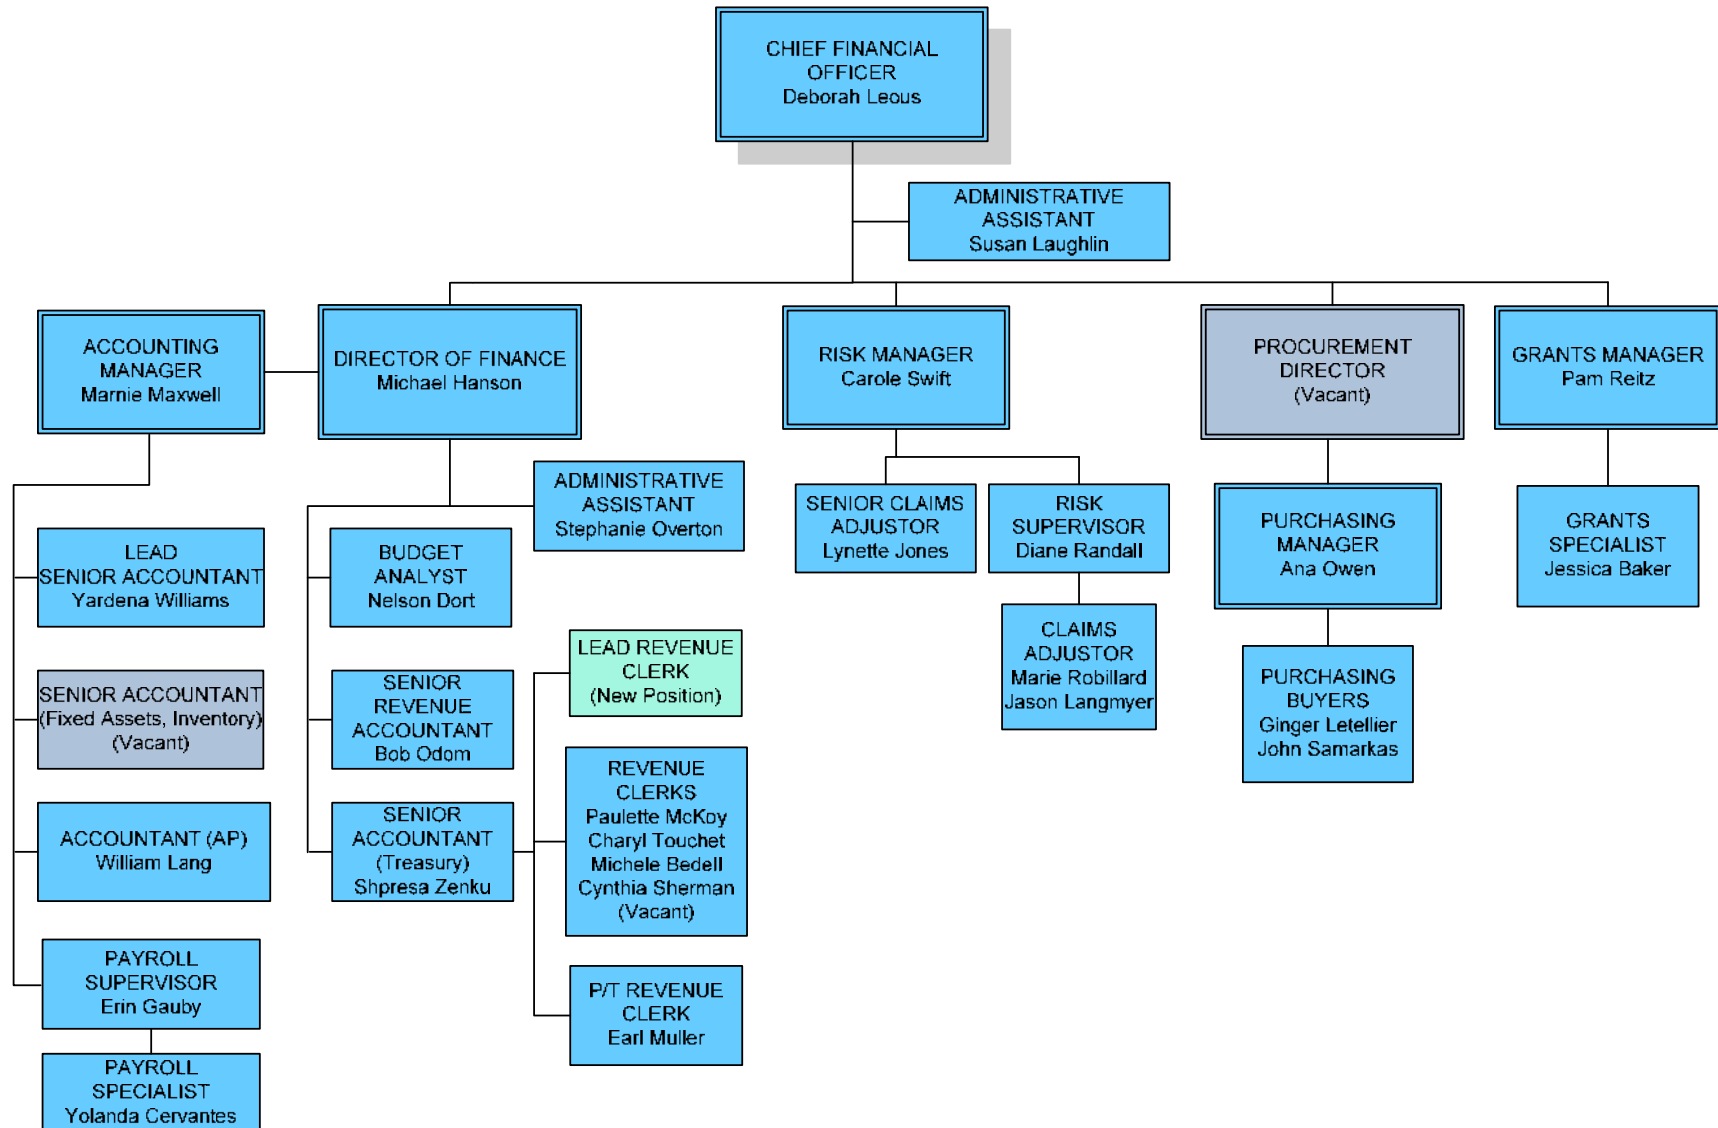 CHIEF FINANCIAL
OFFICER
Deborah Leous
ADMINISTRATIVE
ASSISTANT
Susan Laughlin
ACCOUNTING
MANAGER
Marnie Maxwell
DIRECTOR OF FINANCE
Michael Hanson
RISK MANAGER
Carole Swift
PROCUREMENT
DIRECTOR
(Vacant)
GRANTS MANAGER
Pam Reitz
ADMINISTRATIVE
ASSISTANT
Stephanie Overton
SENIOR CLAIMS
ADJUSTOR
Lynette Jones
RISK
SUPERVISOR
Diane Randall
PURCHASING
MANAGER
Ana Owen
GRANTS
SPECIALIST
Jessica Baker
LEAD
SENIOR ACCOUNTANT
Yardena Williams
BUDGET
ANALYST
Nelson Dort
CLAIMS
ADJUSTOR
Marie Robillard
Jason Langmyer
PURCHASING
BUYERS
Ginger Letellier
John Samarkas
LEAD REVENUE
CLERK
(New Position)
SENIOR ACCOUNTANT
(Fixed Assets, Inventory)
(Vacant)
SENIOR
REVENUE
ACCOUNTANT
Bob Odom
REVENUE
CLERKS
Paulette McKoy
Charyl Touchet
Michele Bedell
Cynthia Sherman
(Vacant)
ACCOUNTANT (AP)
William Lang
SENIOR
ACCOUNTANT
(Treasury)
Shpresa Zenku
PAYROLL
SUPERVISOR
Erin Gauby
P/T REVENUE
CLERK
Earl Muller
PAYROLL
SPECIALIST
Yolanda Cervantes